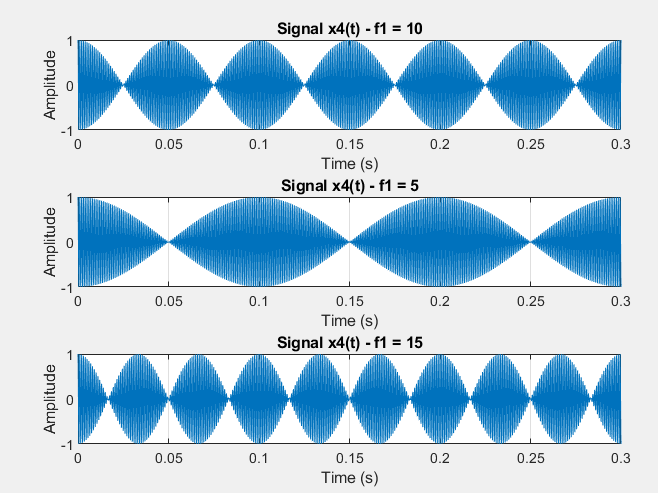 Signal x4(t) - f1 = 10
1
0
-1
Amplitude
0 0.05 0.1 0.15 0.2 0.25 0.3
Time (s)
Signal x4(t) - f1 = 5
1
0
-1
Amplitude
0 0.05 0.1 0.15 0.2 0.25 0.3
Time (s)
Signal x4(t) - f1 = 15
1
0
-1
Amplitude
0 0.05 0.1 0.15 0.2 0.25 0.3
Time (s)